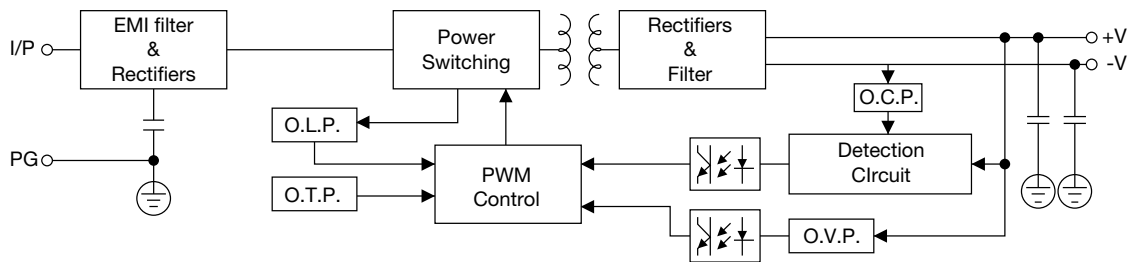 I/P
EMI filter
&
Rectifiers
Power
Switching
Rectifiers
&
Filter
+V
-V
O.C.P.
O.L.P.
PG
O.T.P.
PWM
Control
Detection
CIrcuit
O.V.P.